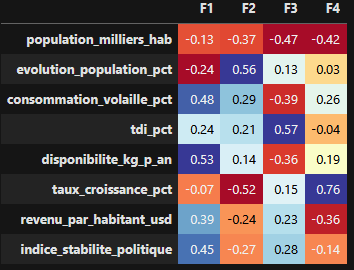 F1 F2 F3 F4
population_milliers_hab -0.13 -0.37 -0.47 -0.42
evolution_population_pct -0.24 0.56 0.13 0.03
consommation_volaille_pct 0.48 0.29 -0.39 0.26
tdi_pct 0.24 0.21 0.57 -0.04
disponibilite_kg_p_an 0.53 0.14 -0.36 0.19
taux_croissance_pct -0.07 -0.52 0.15 0.76
revenu_par_habitant_usd 0.39 -0.24 0.23 -0.36
indice_stabilite_politique 0.45 -0.27 0.28 -0.14